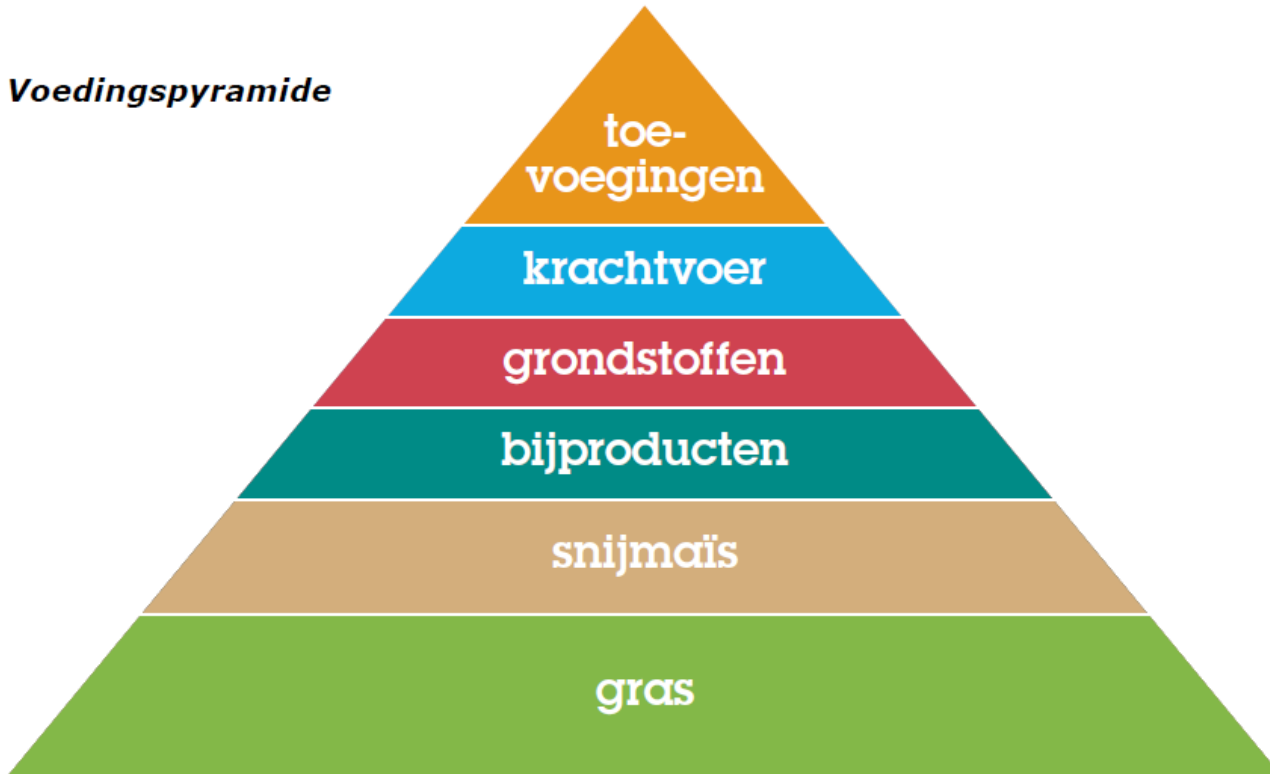 Voedingspyramide
toe-
voegingen
krachtvoer
grondstoffen
bijproducten
snijmaïs
gras